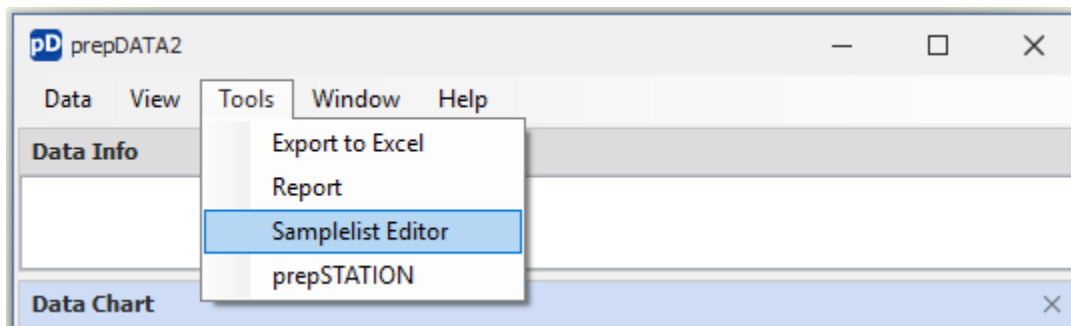 pD prepDATA2
Data View Tools Window Help
Data Info
Export to Excel
Report
Samplelist Editor
prepSTATION
Data Chart